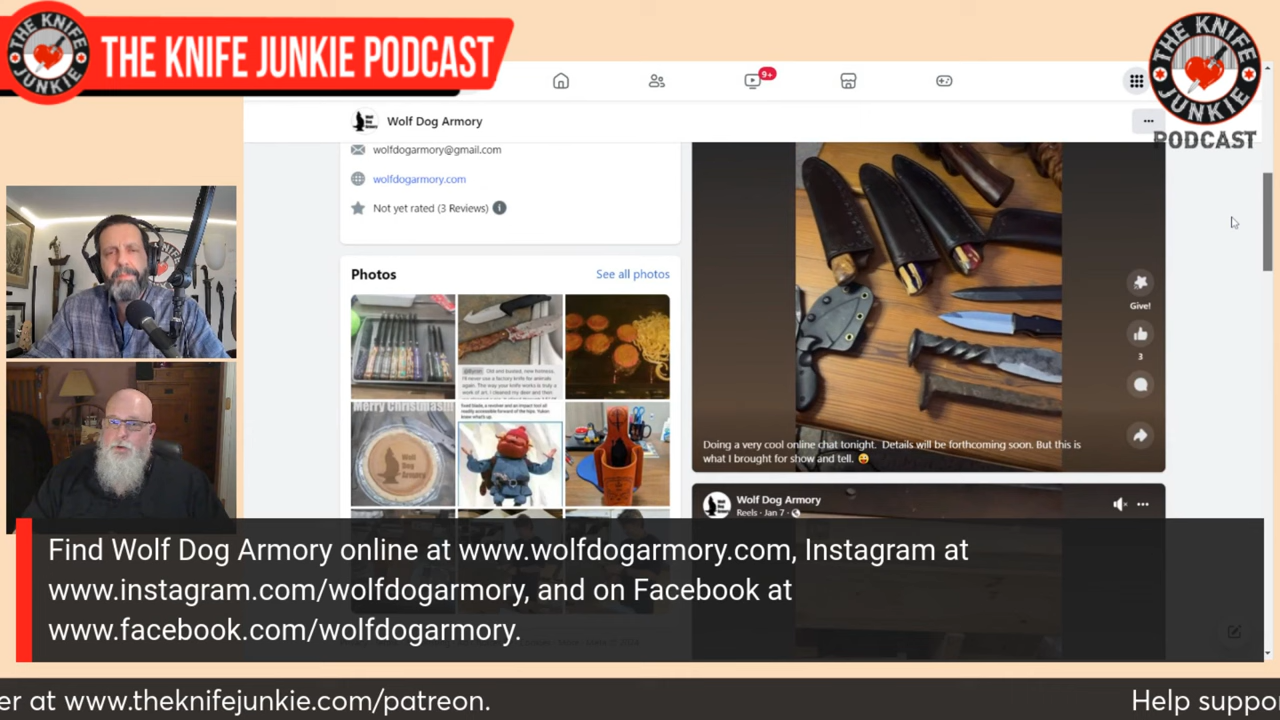 THE KNIFE JUNKIE
THE KNIFE JUNKIE PODCAST
9+
THE KNIFE JUNKIE
PODCAST
Wolf Dog Armory
wolfdogarmory@gmail.com
wolfdogarmory.com
Not yet rated (3 Reviews)
Photos
See all photos
Merry Christmas!!!
Wolf
Dog
Armory
Give!
3
Doing a very cool online chat tonight. Details will be forthcoming soon. But this is
what I brought for show and tell.
Wolf Dog Armory
Reels · Jan 7 ·
Find Wolf Dog Armory online at www.wolfdogarmory.com, Instagram at
www.instagram.com/wolfdogarmory, and on Facebook at
www.facebook.com/wolfdogarmory.
er at www.theknifejunkie.com/patreon.
Help suppo